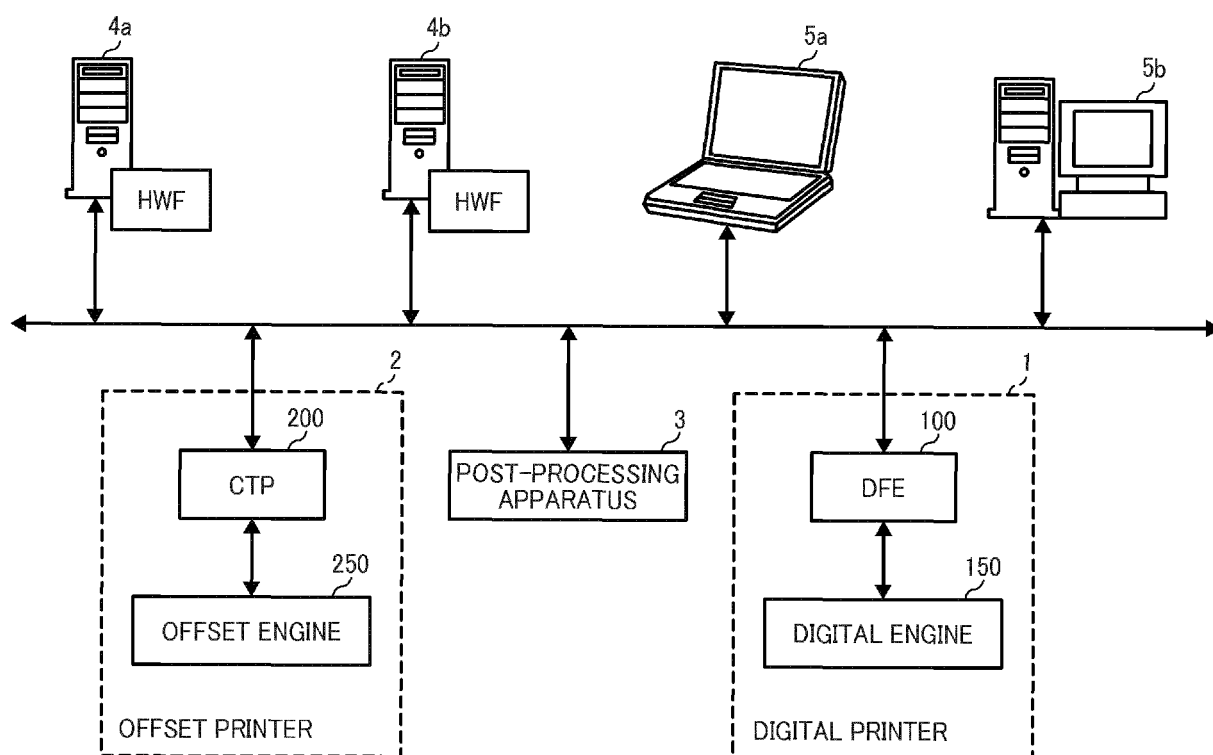 4a
4b
5a
5b
HWF
HWF
2
1
200
3
100
CTP
POST-PROCESSING
APPARATUS
DFE
250
150
OFFSET ENGINE
DIGITAL ENGINE
OFFSET PRINTER
DIGITAL PRINTER